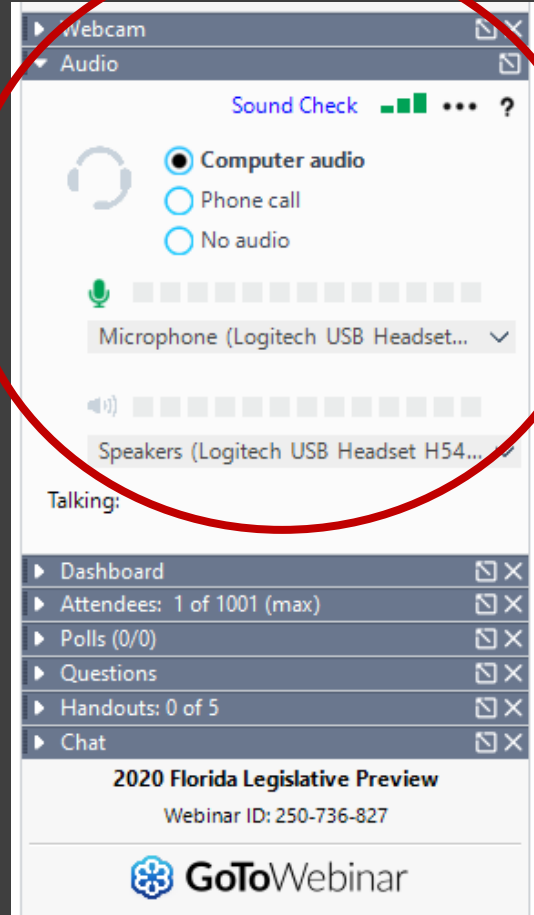 Webcam
Audio
Sound Check ?
Computer audio
Phone call
No audio
Microphone (Logitech USB Headset...
Speakers (Logitech USB Headset H54...
Talking:
Dashboard
Attendees: 1 of 1001 (max)
Polls (0/0)
Questions
Handouts: 0 of 5
Chat
2020 Florida Legislative Preview
Webinar ID: 250-736-827
GoToWebinar